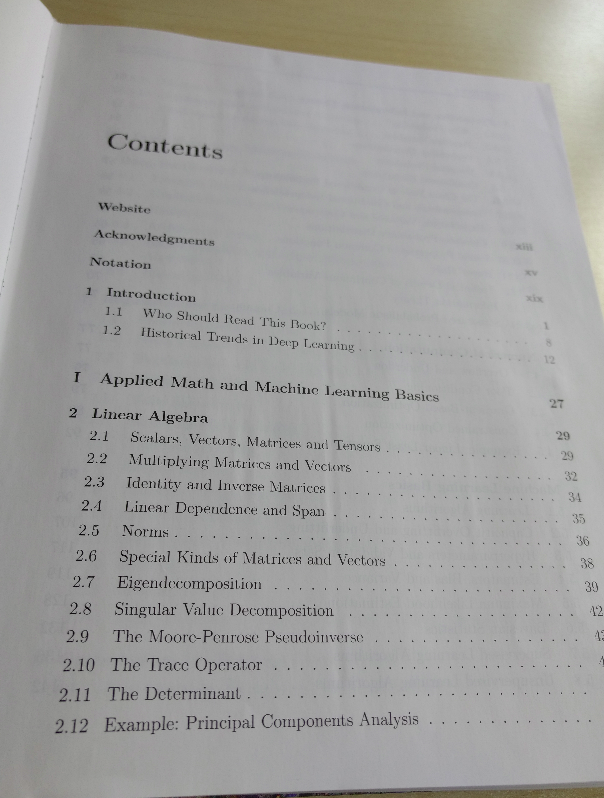 Contents
Website xiii
Acknowledgments xv
Notation xix
1 Introduction 1
1.1 Who Should Read This Book? . . . . . . . . . . . . . . . . 8
1.2 Historical Trends in Deep Learning . . . . . . . . . . . . . . 12
I Applied Math and Machine Learning Basics 27
2 Linear Algebra 29
2.1 Scalars, Vectors, Matrices and Tensors . . . . . . . . . . . . 29
2.2 Multiplying Matrices and Vectors . . . . . . . . . . . . . . 32
2.3 Identity and Inverse Matrices . . . . . . . . . . . . . . . . 34
2.4 Linear Dependence and Span . . . . . . . . . . . . . . . . 35
2.5 Norms . . . . . . . . . . . . . . . . . . . . . . . . . . 36
2.6 Special Kinds of Matrices and Vectors . . . . . . . . . . . . 38
2.7 Eigendecomposition . . . . . . . . . . . . . . . . . . . . 39
2.8 Singular Value Decomposition . . . . . . . . . . . . . . . 42
2.9 The Moore-Penrose Pseudoinverse . . . . . . . . . . . . .
2.10 The Trace Operator . . . . . . . . . . . . . . . . . . .
2.11 The Determinant . . . . . . . . . . . . . . . . . . . .
2.12 Example: Principal Components Analysis . . . . . . . . .